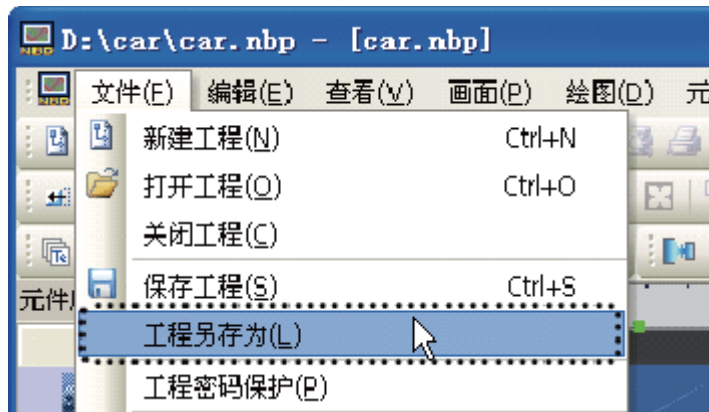 D:\car\car.nbp - [car.nbp]
文件(F) 编辑(E) 查看(V) 画面(P) 绘图(D) 元
新建工程(N) Ctrl+N
打开工程(O) Ctrl+O
关闭工程(C)
保存工程(S) Ctrl+S
元件
工程另存为(L)
工程密码保护(P)